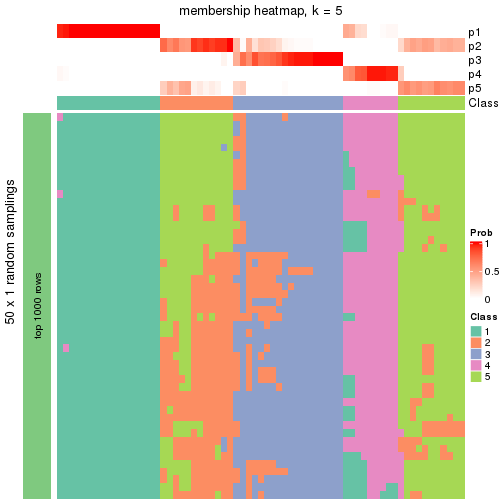 membership heatmap, k = 5
p1
p2
p3
p4
p5
Class
50 x 1 random samplings
top 1000 rows
Prob
1
0.5
0
Class
1
2
3
4
5